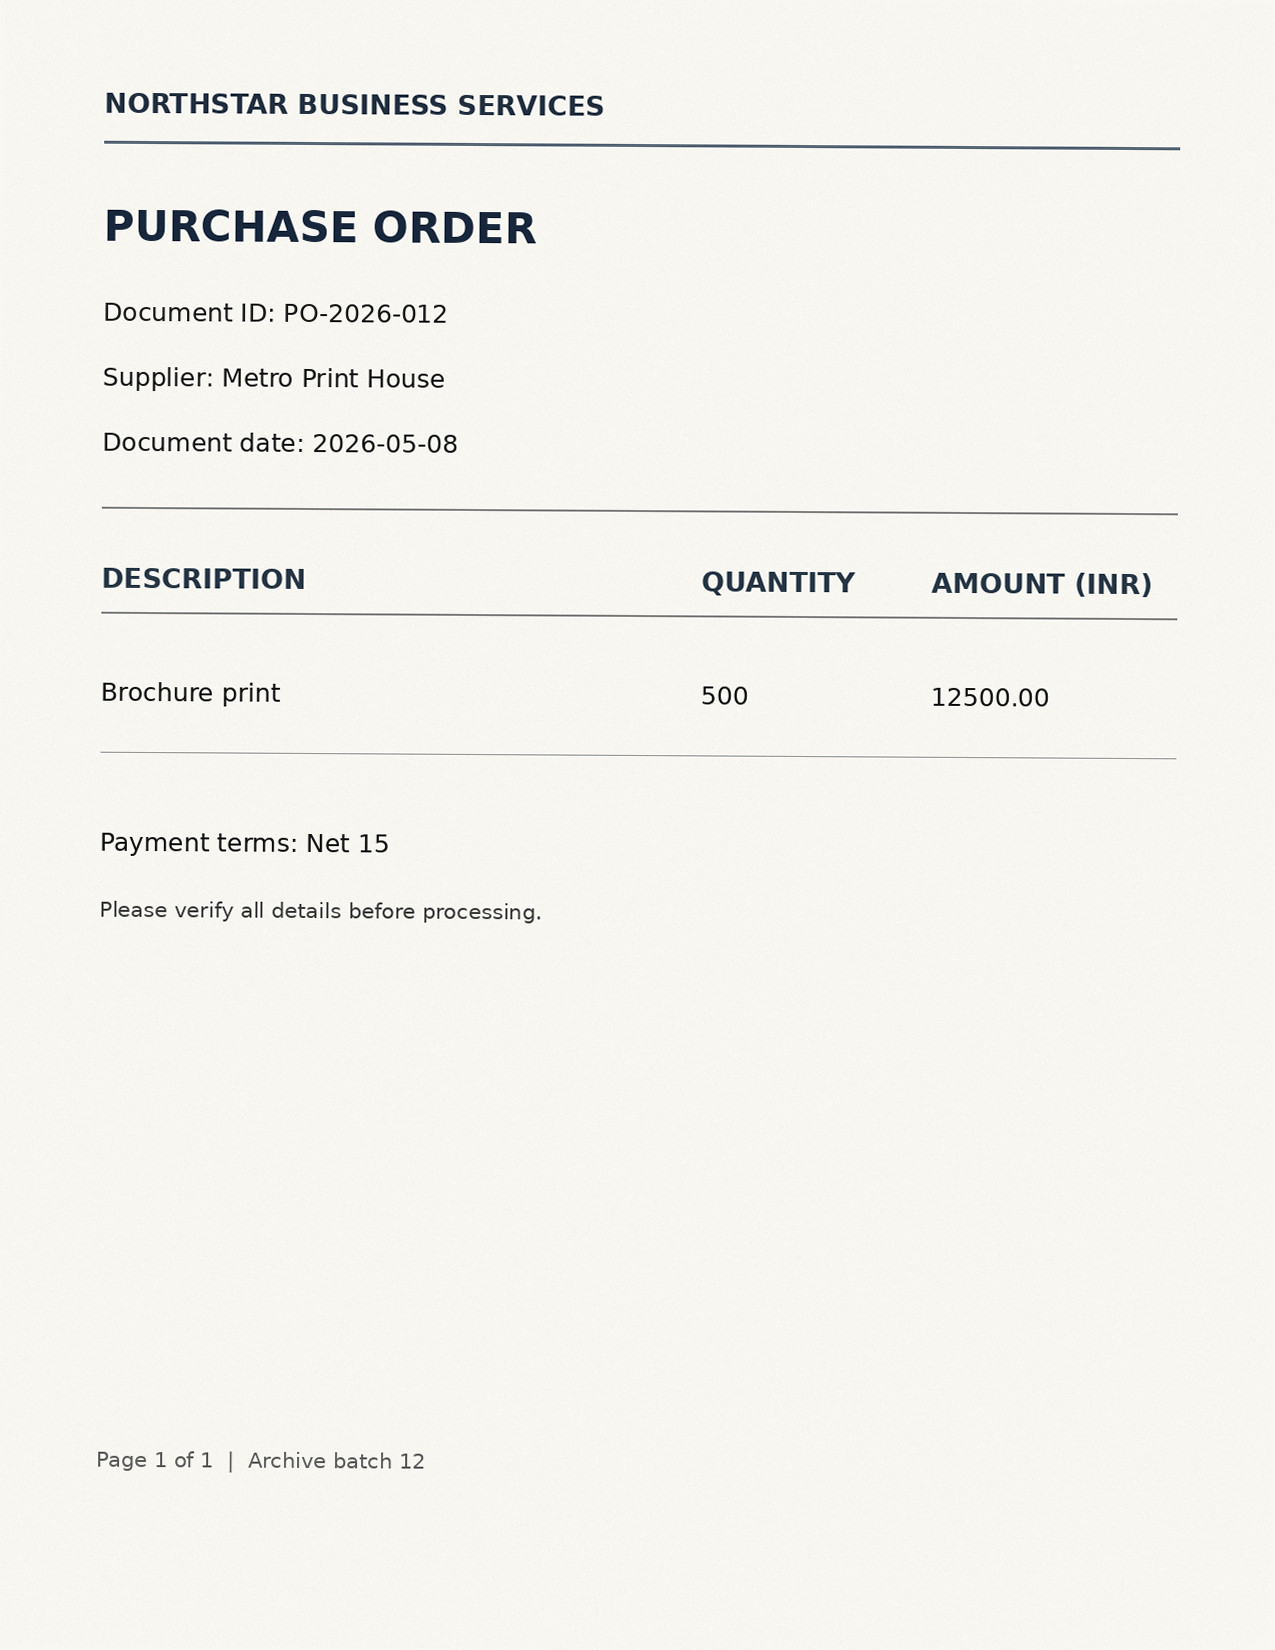 NORTHSTAR BUSINESS SERVICES
PURCHASE ORDER
Document ID: PO-2026-012
Supplier: Metro Print House
Document date: 2026-05-08
DESCRIPTION QUANTITY AMOUNT (INR)
Brochure print 500 12500.00
Payment terms: Net 15
Please verify all details before processing.
Page 1 of 1 | Archive batch 12